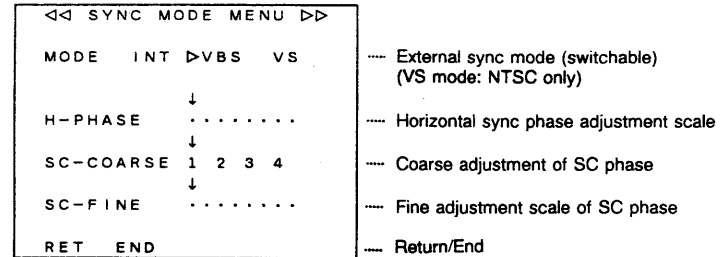 ◁◁ SYNC MODE MENU ▷▷
MODE INT ▷VBS VS ····· External sync mode (switchable)
(VS mode: NTSC only)
↓
H-PHASE · · · · · · · · ····· Horizontal sync phase adjustment scale
↓
SC-COARSE 1 2 3 4 ····· Coarse adjustment of SC phase
↓
SC-FINE · · · · · · · · ····· Fine adjustment scale of SC phase
RET END ····· Return/End